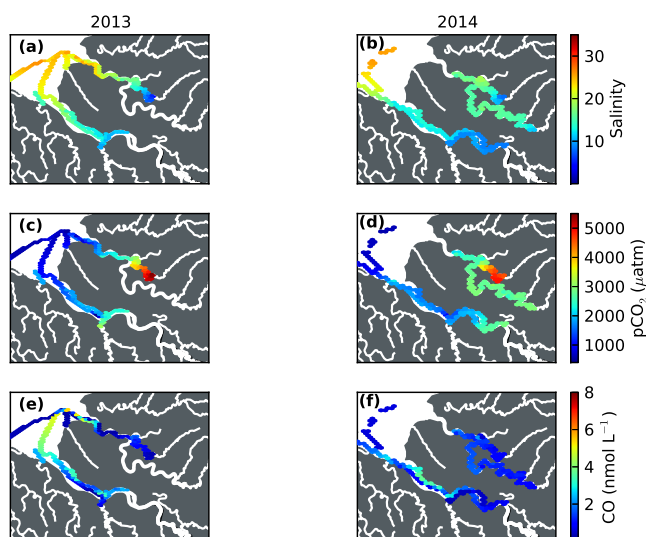 2013
2014
(a)
(b)
30
20
10
Salinity
(c)
(d)
5000
4000
3000
2000
1000
pCO₂ (μatm)
(e)
(f)
8
6
4
2
CO (nmol L⁻¹)